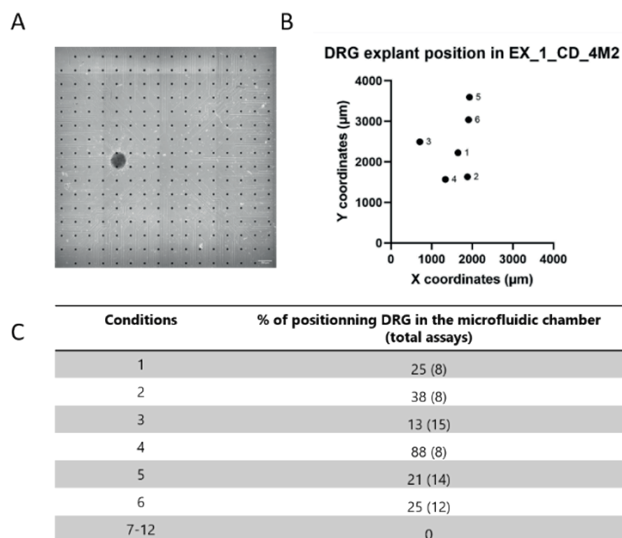 A
B
DRG explant position in EX_1_CD_4M2
Y coordinates (µm)
4000
3000
2000
1000
0
5
6
3
1
4
2
0 1000 2000 3000 4000
X coordinates (µm)
C
Conditions % of positionning DRG in the microfluidic chamber
(total assays)
1 25 (8)
2 38 (8)
3 13 (15)
4 88 (8)
5 21 (14)
6 25 (12)
7-12 0